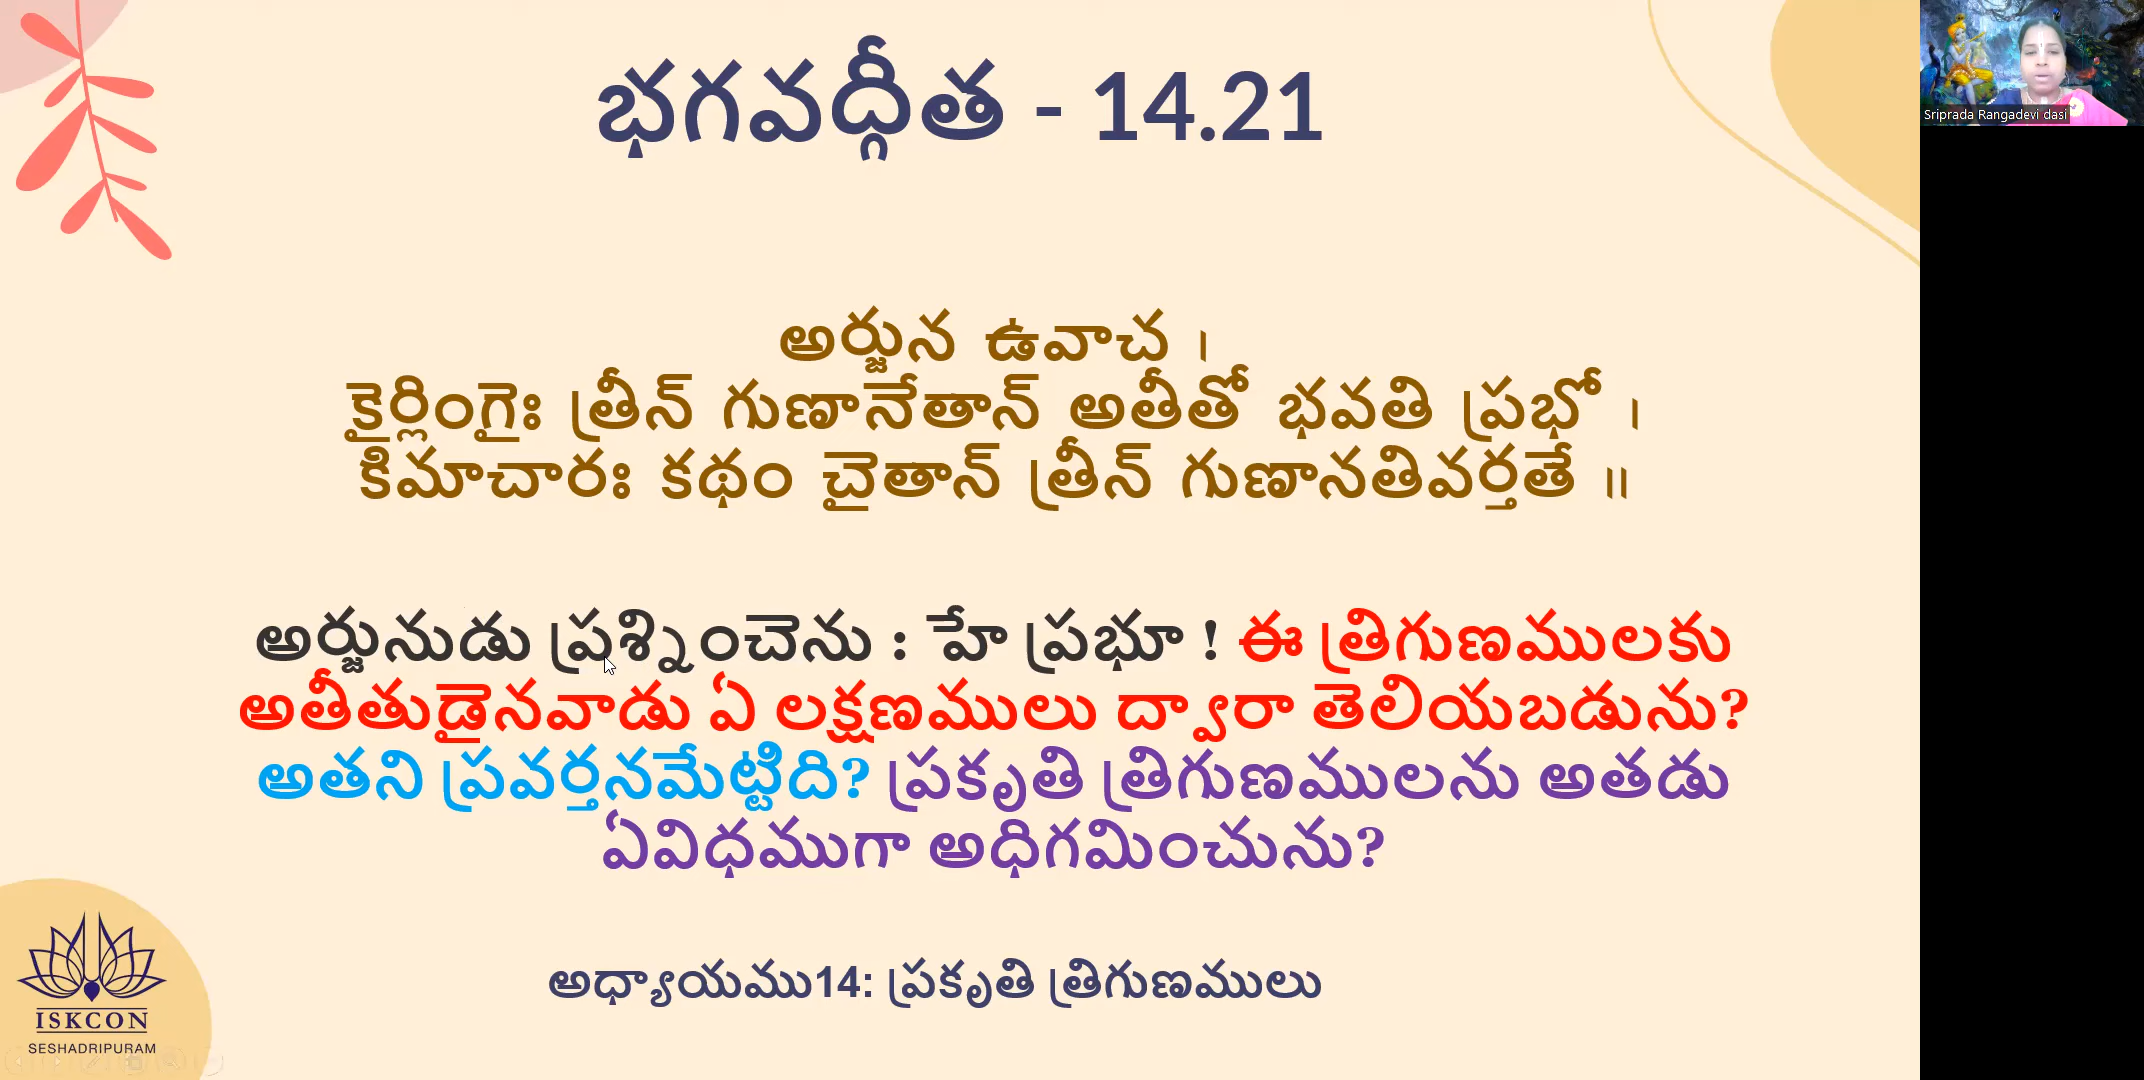 భగవద్గీత - 14.21
Sriprada Rangadevi dasi
అర్జున ఉవాచ ।
కైర్లింగైః త్రీన్ గుణానేతాన్ అతీతో భవతి ప్రభో ।
కిమాచారః కథం చైతాన్ త్రీన్ గుణానతివర్తతే ॥
అర్జునుడు ప్రశ్నించెను : హే ప్రభూ ! ఈ త్రిగుణములకు
అతీతుడైనవాడు ఏ లక్షణములు ద్వారా తెలియబడును?
అతని ప్రవర్తనమేట్టిది? ప్రకృతి త్రిగుణములను అతడు
ఏవిధముగా అధిగమించును?
అధ్యాయము14: ప్రకృతి త్రిగుణములు
ISKCON
SESHADRIPURAM